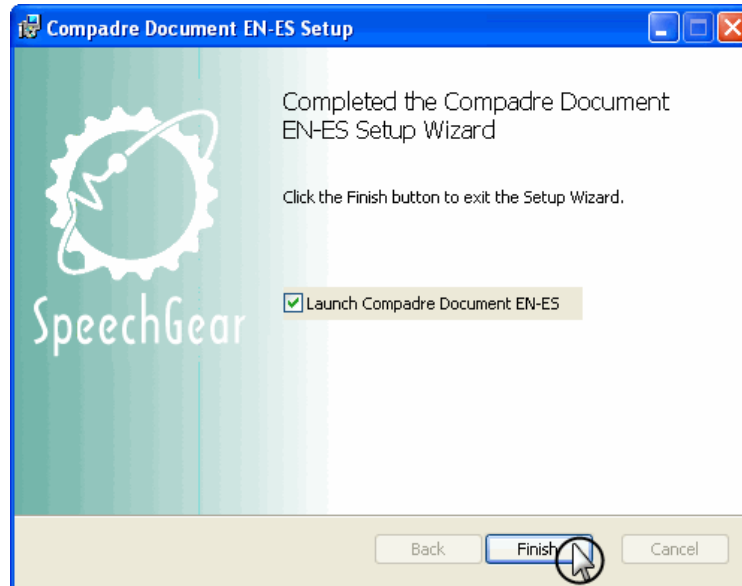 Compadre Document EN-ES Setup
Completed the Compadre Document
EN-ES Setup Wizard
Click the Finish button to exit the Setup Wizard.
Launch Compadre Document EN-ES
SpeechGear
Back
Finish
Cancel